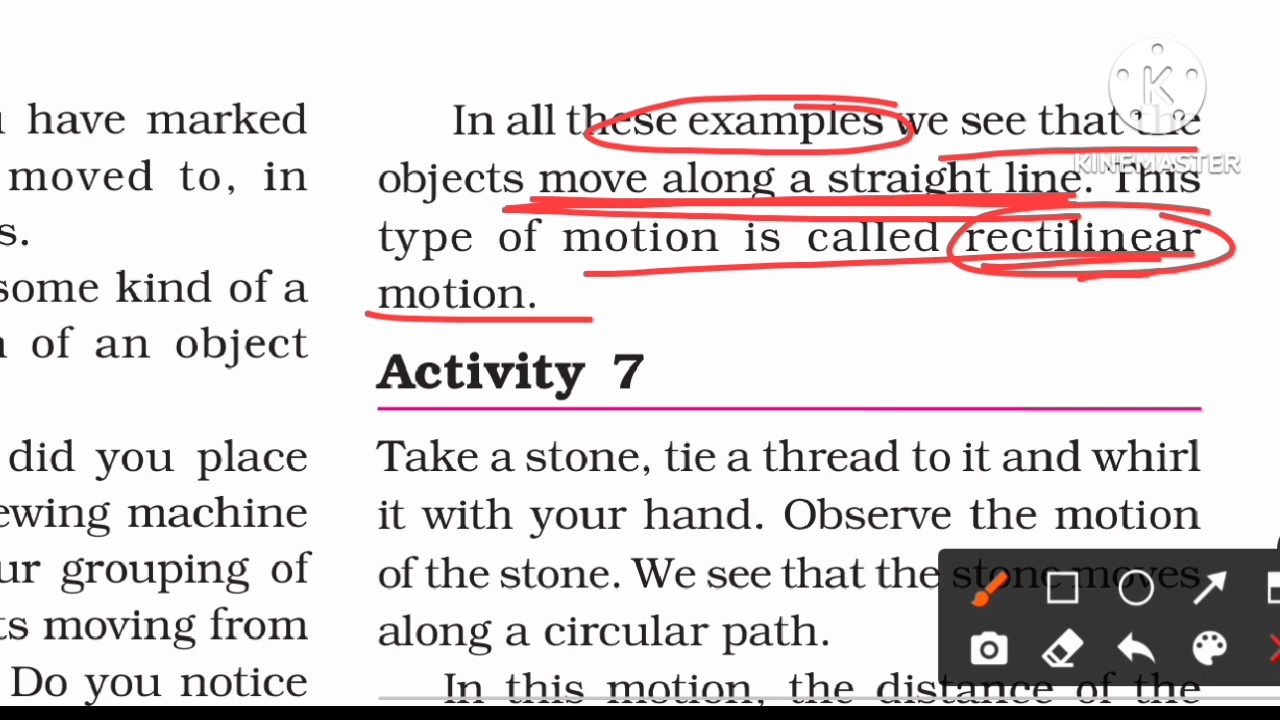 have marked
moved to, in
s.
some kind of a
of an object
did you place
ewing machine
ur grouping of
ts moving from
Do you notice
In all these examples we see that the
objects move along a straight line. This
type of motion is called rectilinear
motion.
Activity 7
Take a stone, tie a thread to it and whirl
it with your hand. Observe the motion
of the stone. We see that the stone moves
along a circular path.
In this motion, the distance of the
K
KINEMASTER